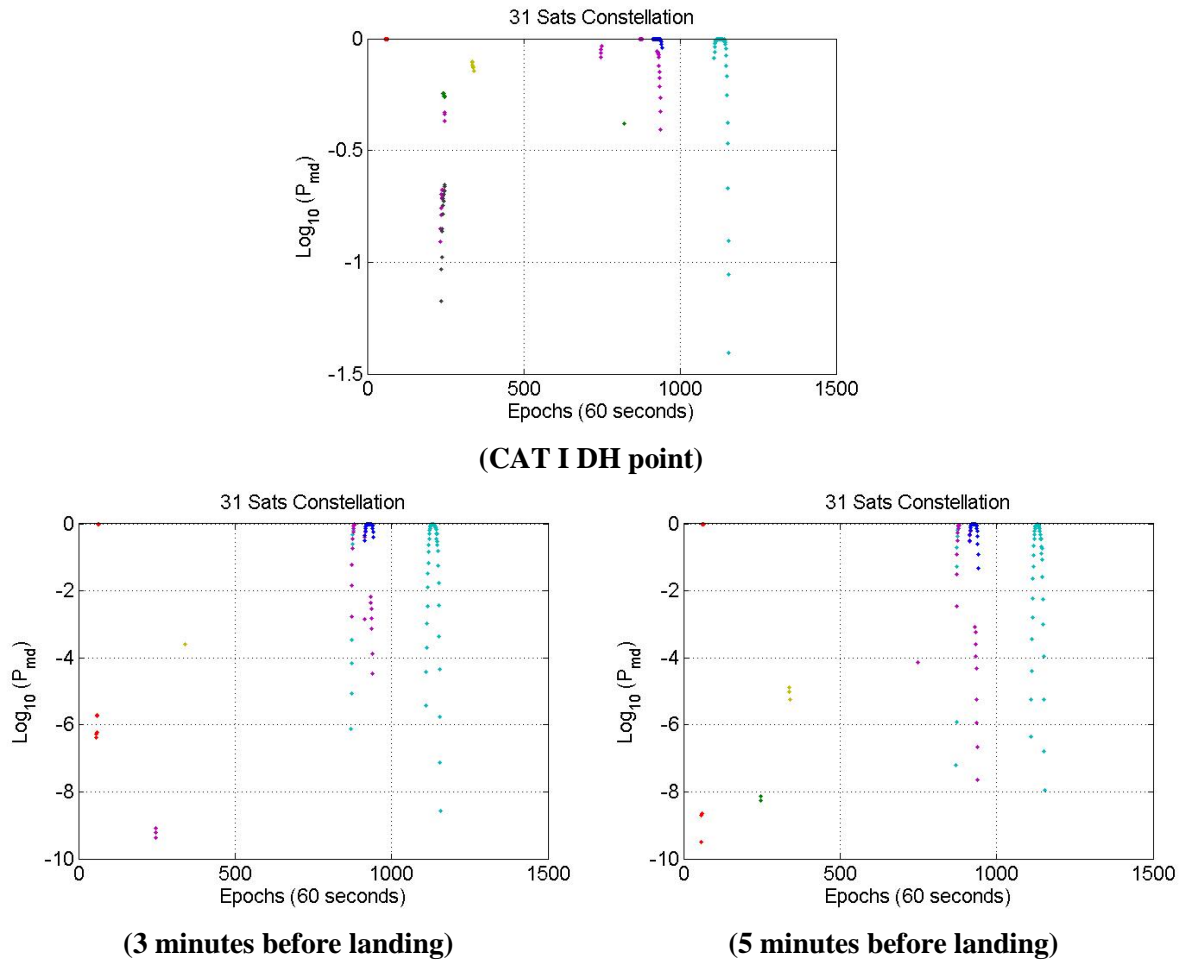 31 Sats Constellation
0
-0.5
-1
-1.5
Log10 (Pmd)
0 500 1000 1500
Epochs (60 seconds)
(CAT I DH point)
31 Sats Constellation
0
-2
-4
-6
-8
-10
Log10 (Pmd)
0 500 1000 1500
Epochs (60 seconds)
(3 minutes before landing)
31 Sats Constellation
0
-2
-4
-6
-8
-10
Log10 (Pmd)
0 500 1000 1500
Epochs (60 seconds)
(5 minutes before landing)